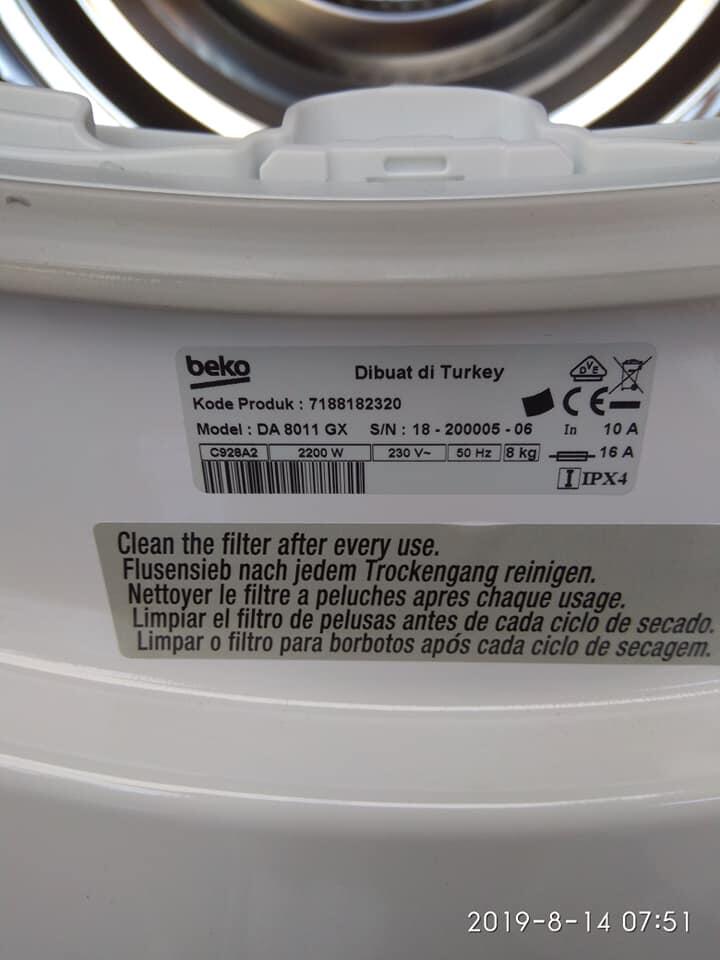 beko
Dibuat di Turkey
Kode Produk : 7188182320
Model : DA 8011 GX S/N : 18 - 200005 - 06 In 10 A
C928A2 2200 W 230 V~ 50 Hz 8 kg 16 A
IPX4
Clean the filter after every use.
Flusensieb nach jedem Trockengang reinigen.
Nettoyer le filtre a peluches apres chaque usage.
Limpiar el filtro de pelusas antes de cada ciclo de secado.
Limpar o filtro para borbotos após cada ciclo de secagem.
2019-8-14 07:51